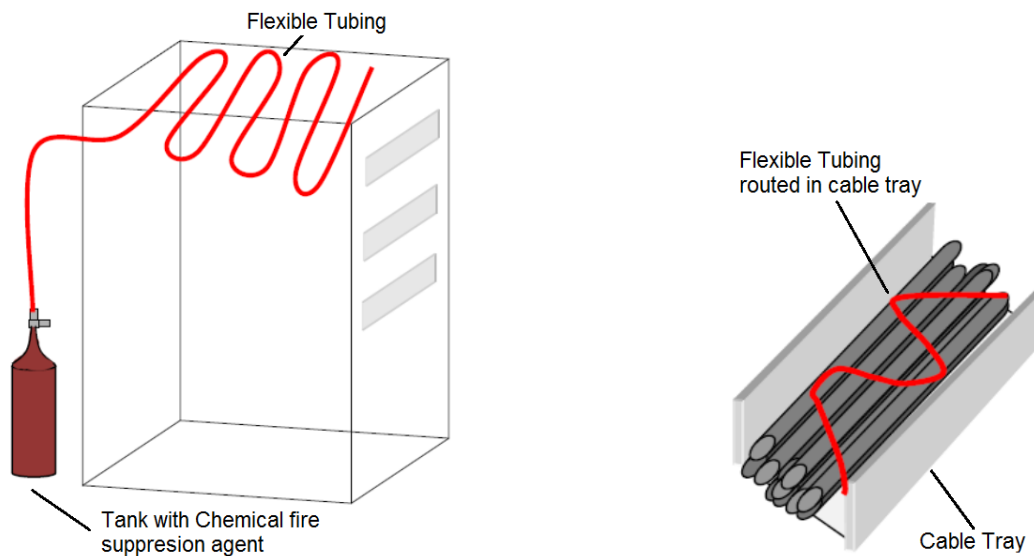 Flexible Tubing
Flexible Tubing
routed in cable tray
Tank with Chemical fire
suppresion agent
Cable Tray